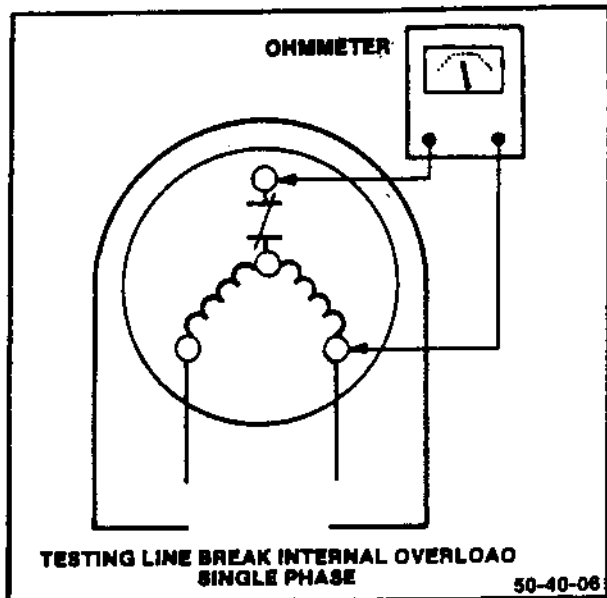 OHMMETER
TESTING LINE BREAK INTERNAL OVERLOAD
SINGLE PHASE
50-40-06